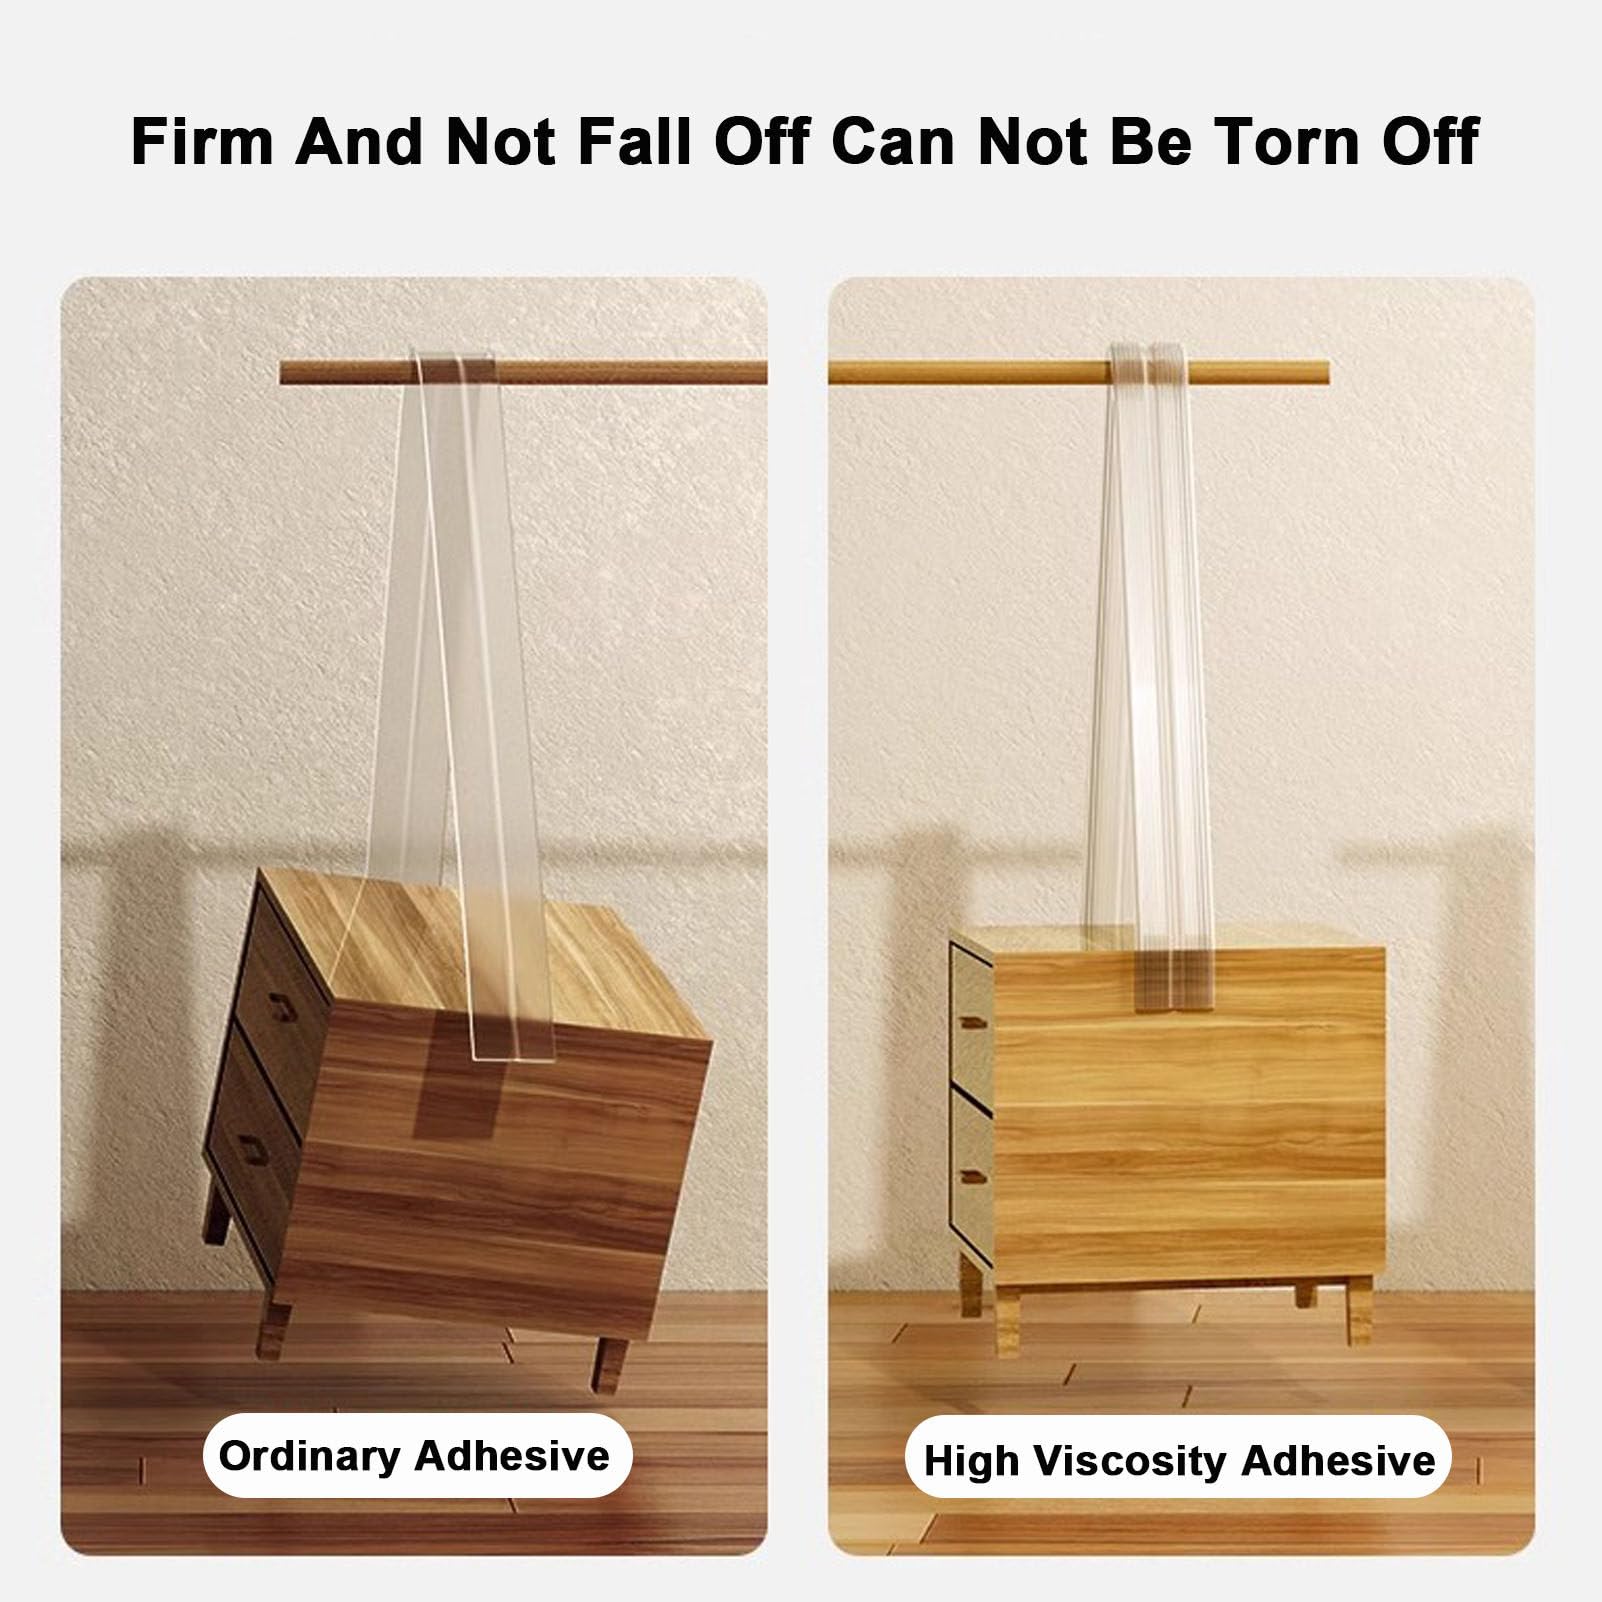 Firm And Not Fall Off Can Not Be Torn Off
Ordinary Adhesive
High Viscosity Adhesive